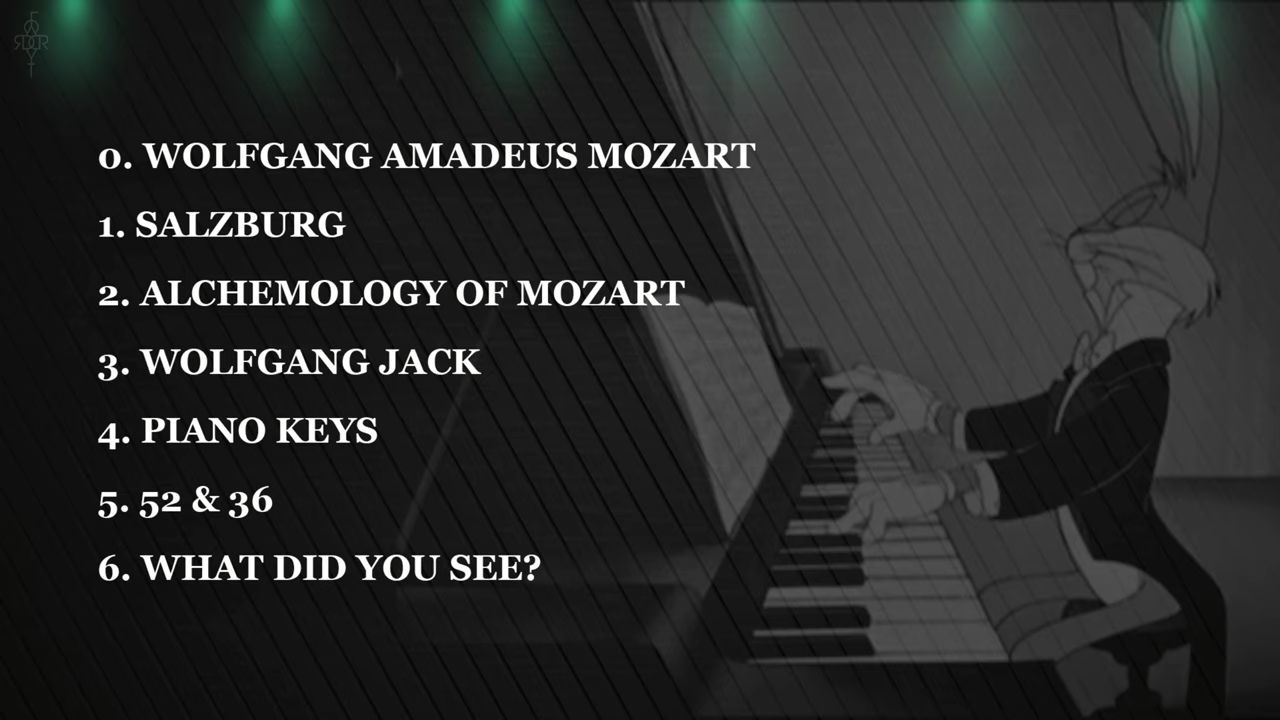 0. WOLFGANG AMADEUS MOZART
1. SALZBURG
2. ALCHEMOLOGY OF MOZART
3. WOLFGANG JACK
4. PIANO KEYS
5. 52 & 36
6. WHAT DID YOU SEE?